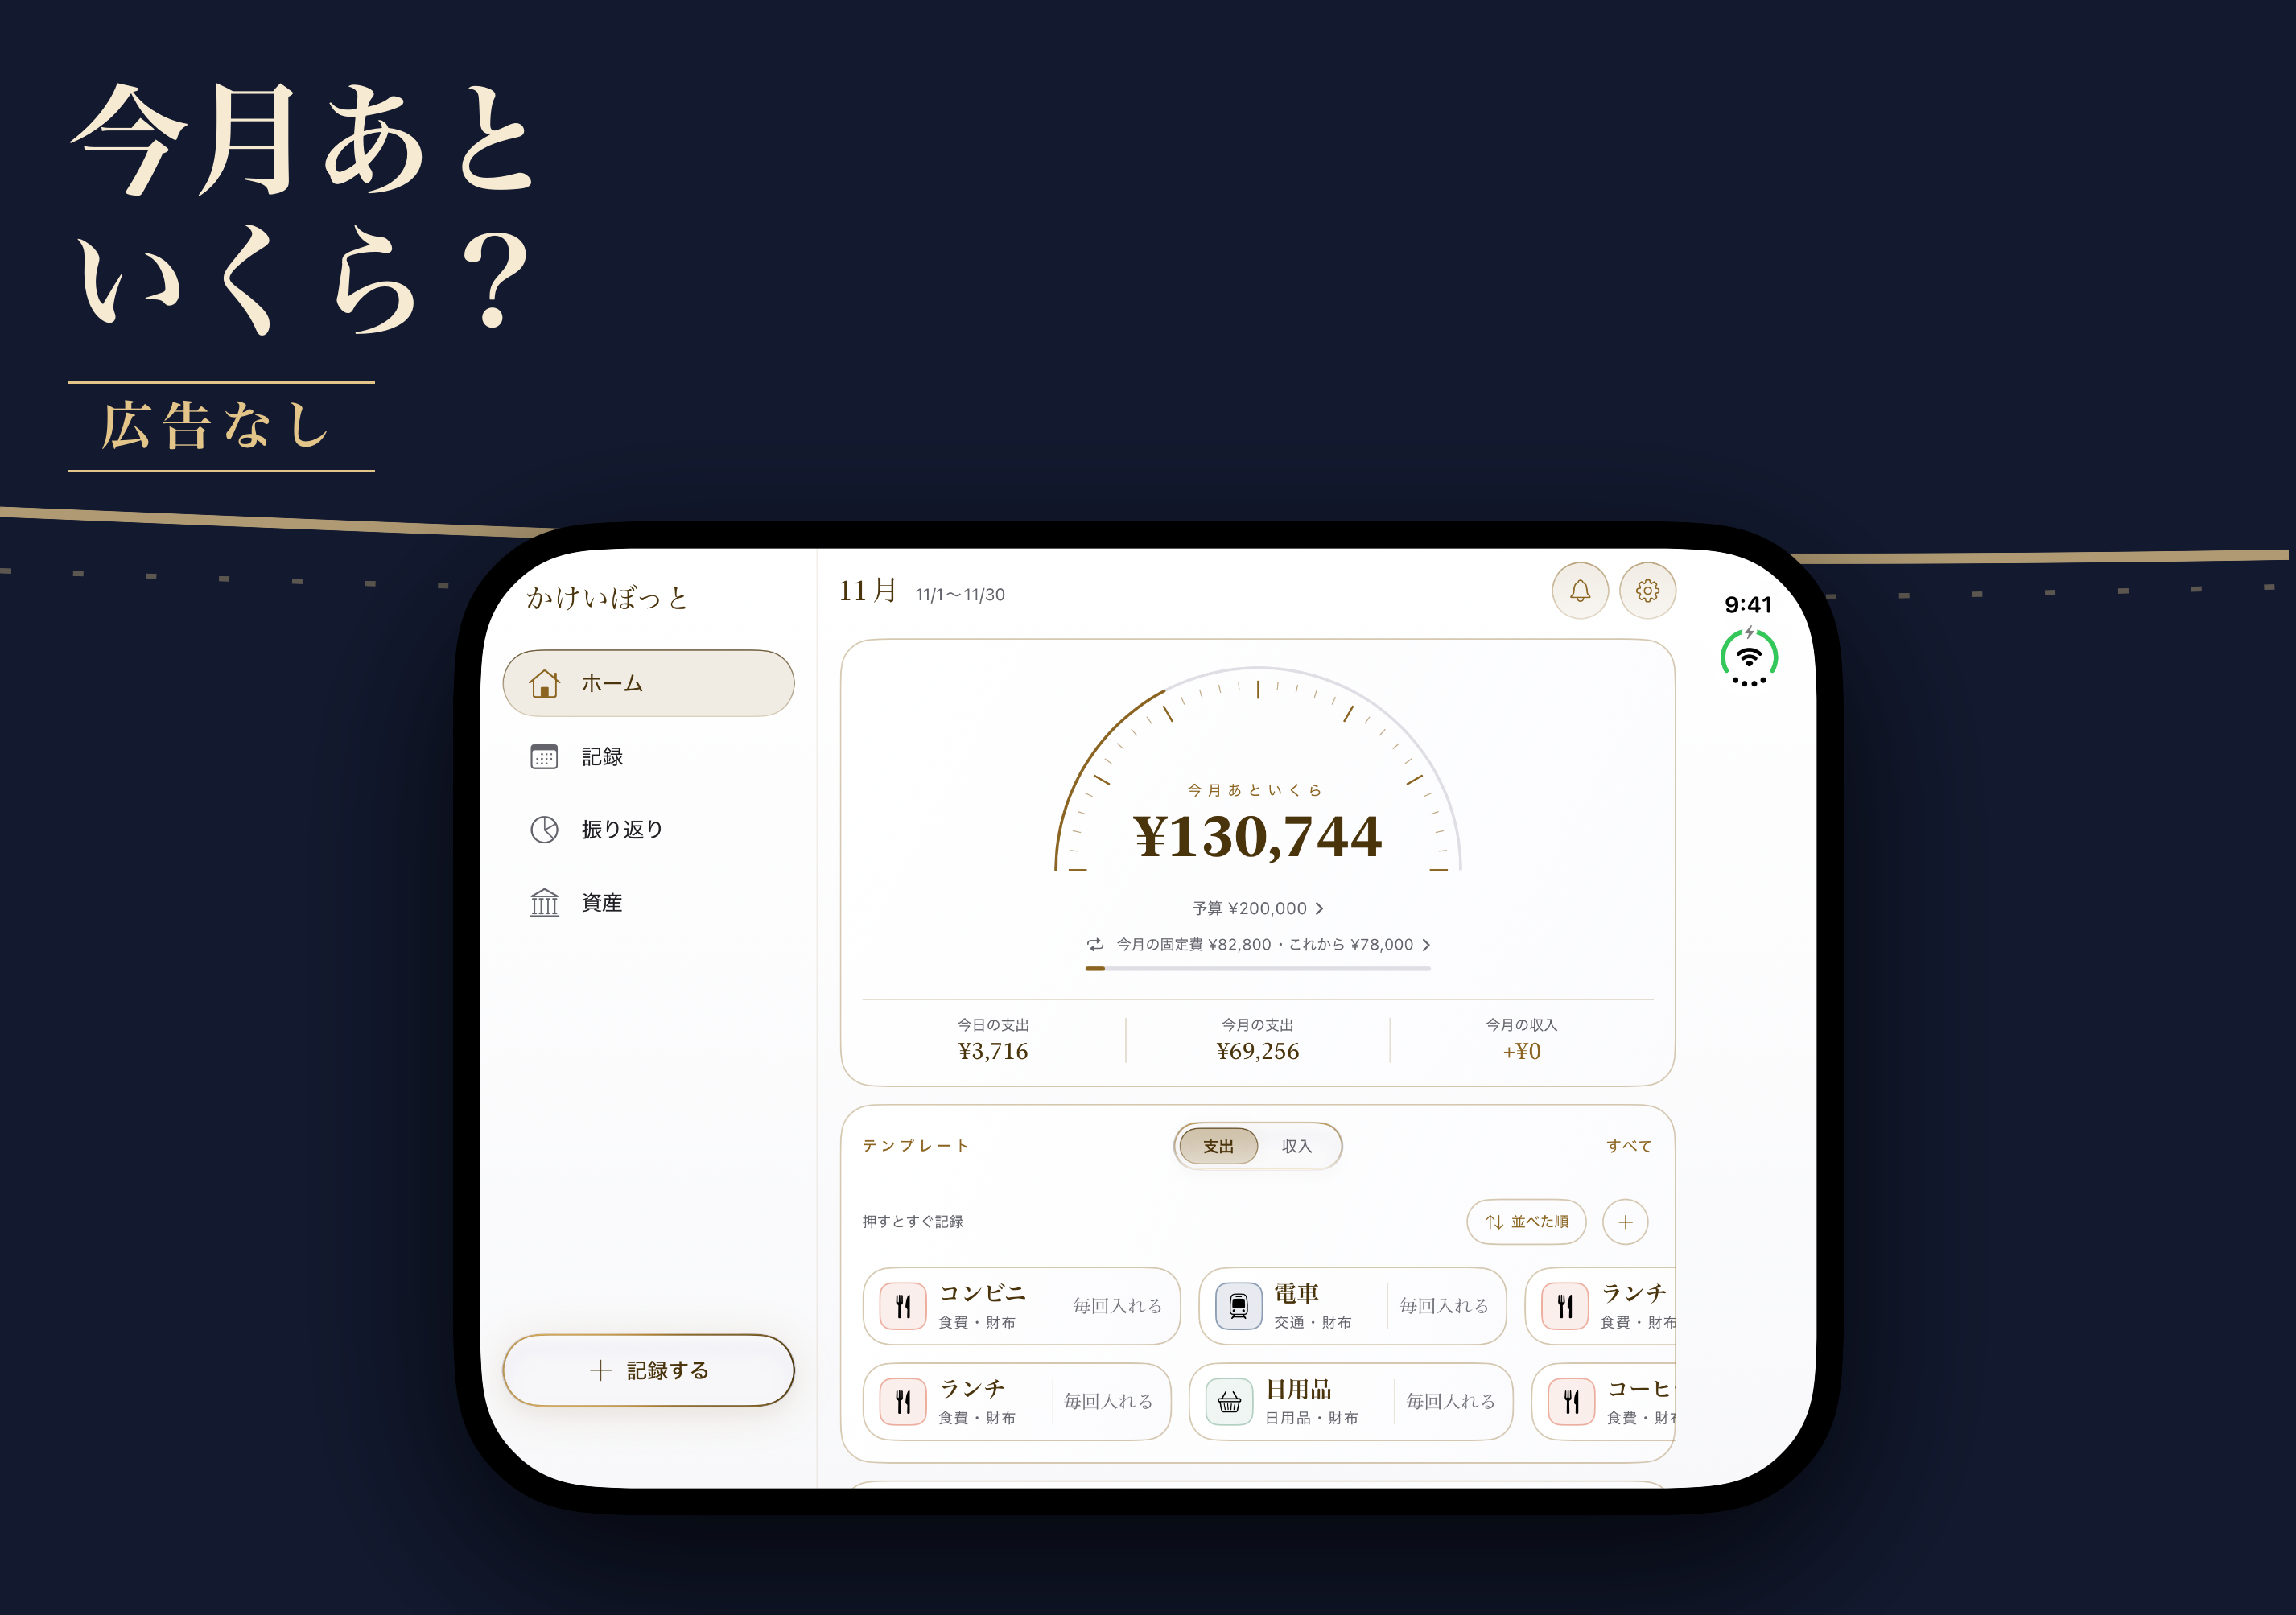 今月あと
いくら？
広告なし
かけいぼっと
ホーム
記録
振り返り
資産
記録する
11月 11/1〜11/30
9:41
今月あといくら
¥130,744
予算 ¥200,000
今月の固定費 ¥82,800・これから ¥78,000
今日の支出 今月の支出 今月の収入
¥3,716 ¥69,256 +¥0
テンプレート 支出 収入 すべて
押すとすぐ記録 並べた順
コンビニ 毎回入れる 電車 毎回入れる ランチ
食費・財布 交通・財布 食費・財布
ランチ 毎回入れる 日用品 毎回入れる コーヒ
食費・財布 日用品・財布 食費・財布